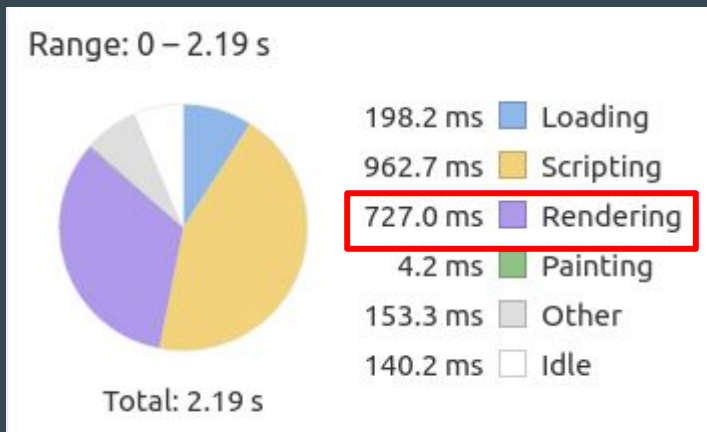 Range: 0 – 2.19 s
198.2 ms Loading
962.7 ms Scripting
727.0 ms Rendering
4.2 ms Painting
153.3 ms Other
140.2 ms Idle
Total: 2.19 s